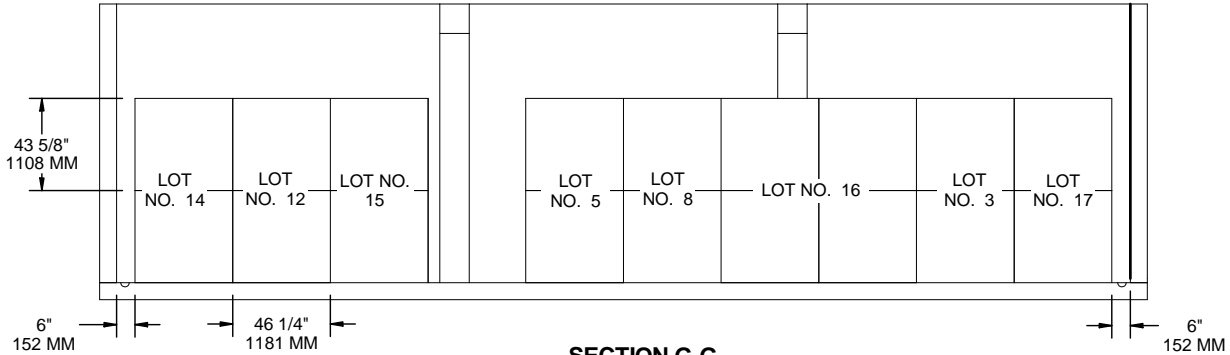 43 5/8"
1108 MM
LOT
NO. 14
LOT
NO. 12
LOT NO.
15
LOT
NO. 5
LOT
NO. 8
LOT NO. 16
LOT
NO. 3
LOT
NO. 17
6"
152 MM
46 1/4"
1181 MM
6"
152 MM